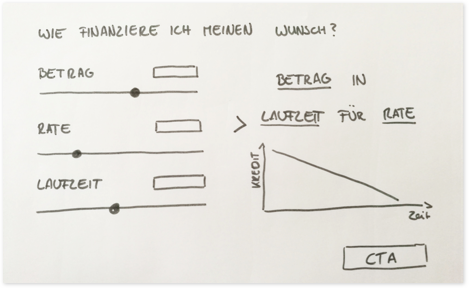 WIE FINANZIERE ICH MEINEN WUNSCH?
BETRAG
RATE
LAUFZEIT
>
BETRAG IN
LAUFZEIT FÜR RATE
KREDIT
Zeit
CTA